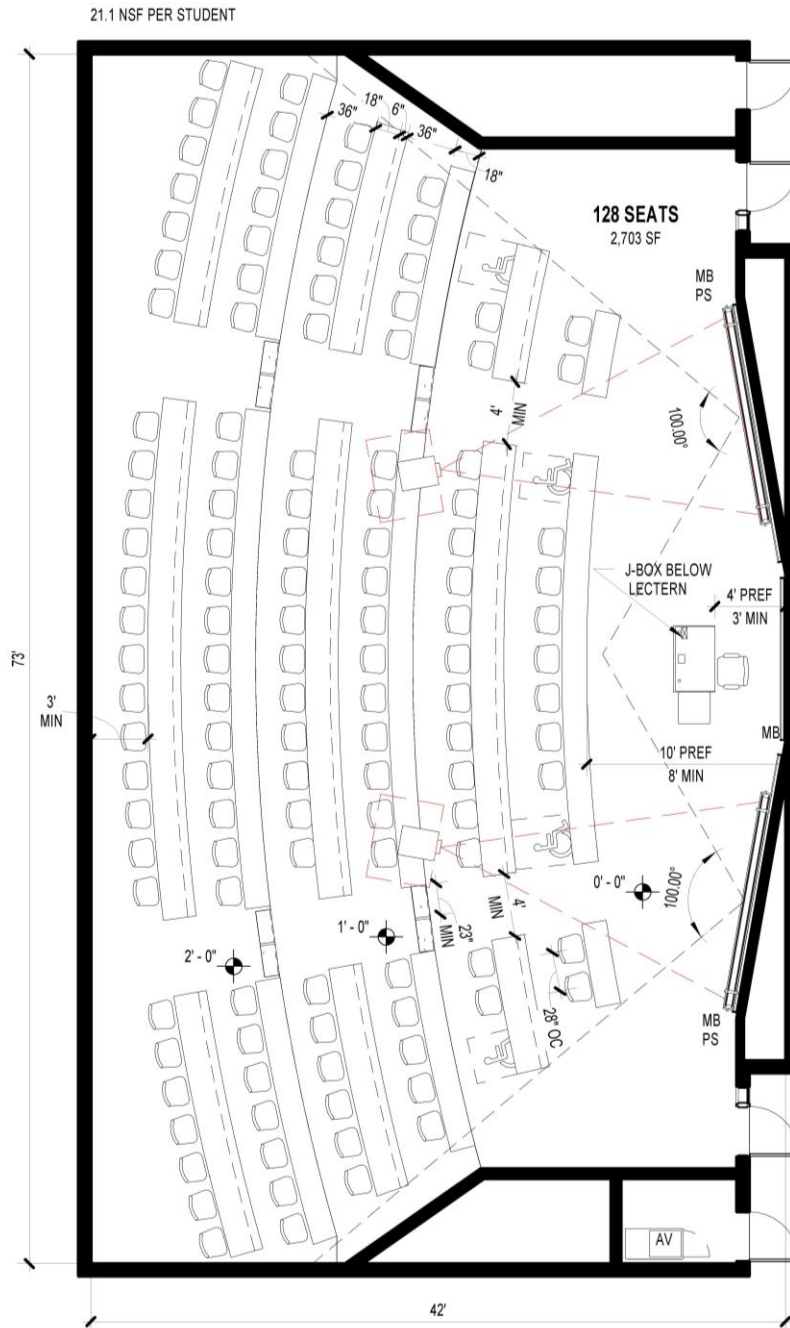 21.1 NSF PER STUDENT
36"
18"
6"
36"
18"
128 SEATS
2,703 SF
MB
PS
4'
MIN
100.00°
J-BOX BELOW
LECTERN
4' PREF
3' MIN
73'
3'
MIN
MB
10' PREF
8' MIN
0' - 0"
100.00°
4'
MIN
1' - 0"
23"
MIN
2' - 0"
28" OC
MB
PS
AV
42'